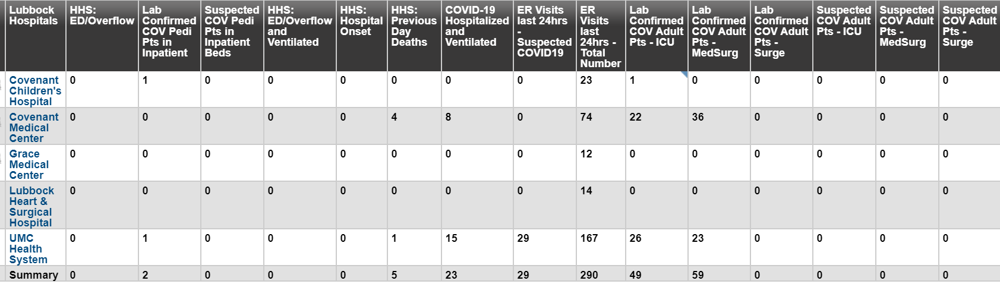 Lubbock
Hospitals
HHS:
ED/Overflow
Lab
Confirmed
COV Pedi
Pts in
Inpatient
Suspected
COV Pedi
Pts in
Inpatient
Beds
HHS:
ED/Overflow
and
Ventilated
HHS:
Hospital
Onset
HHS:
Previous
Day
Deaths
COVID-19
Hospitalized
and
Ventilated
ER Visits
last 24hrs
-
Suspected
COVID19
ER
Visits
last
24hrs -
Total
Number
Lab
Confirmed
COV Adult
Pts - ICU
Lab
Confirmed
COV Adult
Pts -
MedSurg
Lab
Confirmed
COV Adult
Pts -
Surge
Suspected
COV Adult
Pts - ICU
Suspected
COV Adult
Pts -
MedSurg
Suspected
COV Adult
Pts -
Surge
Covenant
Children's
Hospital
0 1 0 0 0 0 0 0 23 1 0 0 0 0 0
Covenant
Medical
Center
0 0 0 0 0 4 8 0 74 22 36 0 0 0 0
Grace
Medical
Center
0 0 0 0 0 0 0 0 12 0 0 0 0 0 0
Lubbock
Heart &
Surgical
Hospital
0 0 0 0 0 0 0 0 14 0 0 0 0 0 0
UMC
Health
System
0 1 0 0 0 1 15 29 167 26 23 0 0 0 0
Summary 0 2 0 0 0 5 23 29 290 49 59 0 0 0 0